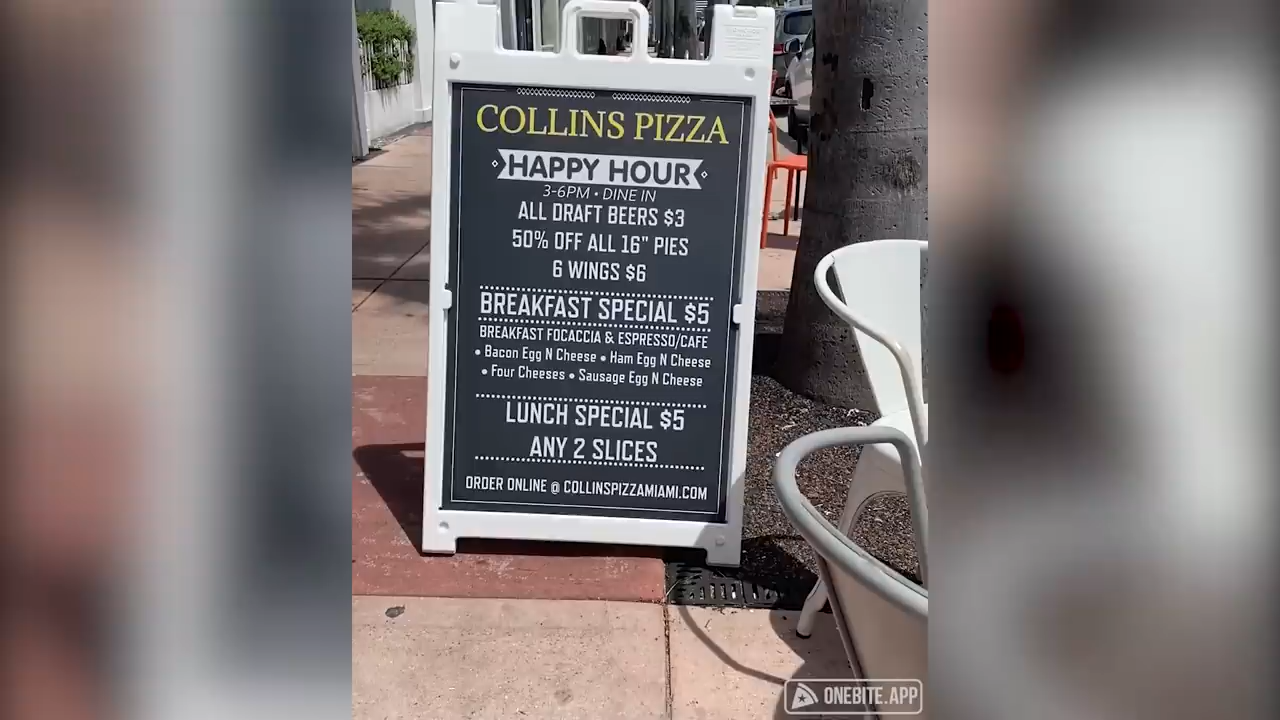 COLLINS PIZZA
HAPPY HOUR
3-6PM • DINE IN
ALL DRAFT BEERS $3
50% OFF ALL 16" PIES
6 WINGS $6
BREAKFAST SPECIAL $5
BREAKFAST FOCACCIA & ESPRESSO/CAFE
• Bacon Egg N Cheese • Ham Egg N Cheese
• Four Cheeses • Sausage Egg N Cheese
LUNCH SPECIAL $5
ANY 2 SLICES
ORDER ONLINE @ COLLINSPIZZAMIAMI.COM
ONEBITE.APP